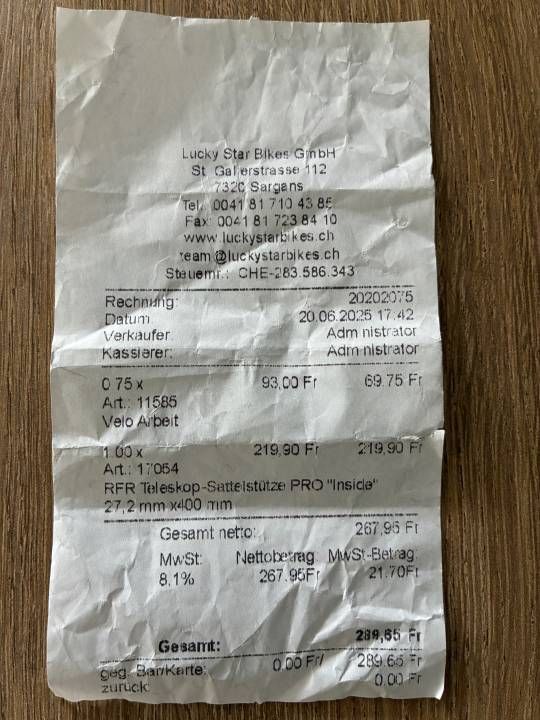 Lucky Star Bikes GmbH
St. Gallerstrasse 112
7320 Sargans
Tel.: 0041 81 710 43 85
Fax: 0041 81 723 84 10
www.luckystarbikes.ch
team@luckystarbikes.ch
Steuernr.: CHE-283.586.343
Rechnung: 20202075
Datum: 20.06.2025 17:42
Verkäufer: Administrator
Kassierer: Administrator
0.75 x 93,00 Fr 69.75 Fr
Art.: 11585
Velo Arbeit
1.00 x 219,90 Fr 219,90 Fr
Art.: 17054
RFR Teleskop-Sattelstütze PRO "Inside"
27,2 mm x400 mm
Gesamt netto: 267,95 Fr
MwSt: Nettobetrag MwSt-Betrag:
8,1% 267.95Fr 21.70Fr
Gesamt: 289,65 Fr
geg. Bar/Karte: 0.00 Fr/ 289.65 Fr
zurück: 0.00 Fr